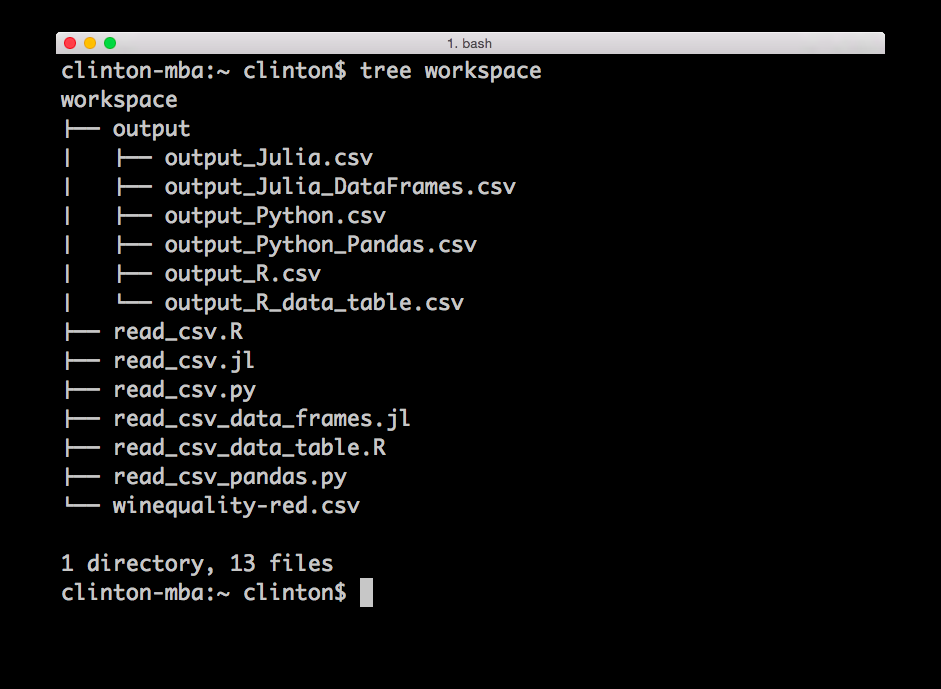 1. bash
clinton-mba:~ clinton$ tree workspace
workspace
├── output
│   ├── output_Julia.csv
│   ├── output_Julia_DataFrames.csv
│   ├── output_Python.csv
│   ├── output_Python_Pandas.csv
│   ├── output_R.csv
│   └── output_R_data_table.csv
├── read_csv.R
├── read_csv.jl
├── read_csv.py
├── read_csv_data_frames.jl
├── read_csv_data_table.R
├── read_csv_pandas.py
└── winequality-red.csv
1 directory, 13 files
clinton-mba:~ clinton$